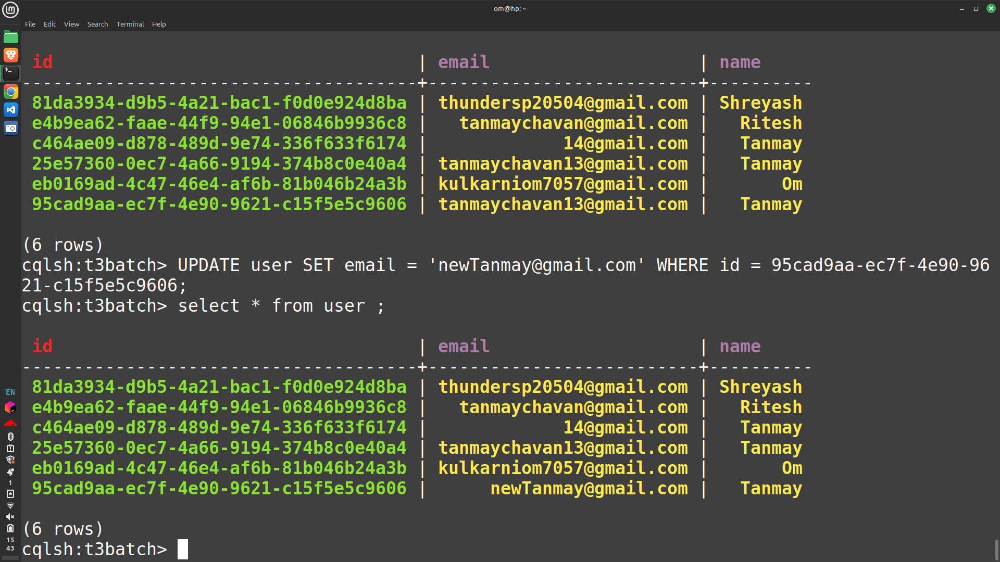 om@hp:~
File Edit View Search Terminal Help
id | email | name
--------------------------------------+--------------------------+----------
81da3934-d9b5-4a21-bac1-f0d0e924d8ba | thundersp20504@gmail.com | Shreyash
e4b9ea62-faae-44f9-94e1-06846b9936c8 | tanmaychavan@gmail.com | Ritesh
c464ae09-d878-489d-9e74-336f633f6174 | 14@gmail.com | Tanmay
25e57360-0ec7-4a66-9194-374b8c0e40a4 | tanmaychavan13@gmail.com | Tanmay
eb0169ad-4c47-46e4-af6b-81b046b24a3b | kulkarniom7057@gmail.com | Om
95cad9aa-ec7f-4e90-9621-c15f5e5c9606 | tanmaychavan13@gmail.com | Tanmay
(6 rows)
cqlsh:t3batch> UPDATE user SET email = 'newTanmay@gmail.com' WHERE id = 95cad9aa-ec7f-4e90-96
21-c15f5e5c9606;
cqlsh:t3batch> select * from user ;
id | email | name
--------------------------------------+--------------------------+----------
81da3934-d9b5-4a21-bac1-f0d0e924d8ba | thundersp20504@gmail.com | Shreyash
e4b9ea62-faae-44f9-94e1-06846b9936c8 | tanmaychavan@gmail.com | Ritesh
c464ae09-d878-489d-9e74-336f633f6174 | 14@gmail.com | Tanmay
25e57360-0ec7-4a66-9194-374b8c0e40a4 | tanmaychavan13@gmail.com | Tanmay
eb0169ad-4c47-46e4-af6b-81b046b24a3b | kulkarniom7057@gmail.com | Om
95cad9aa-ec7f-4e90-9621-c15f5e5c9606 | newTanmay@gmail.com | Tanmay
(6 rows)
cqlsh:t3batch>
EN
1
15
43